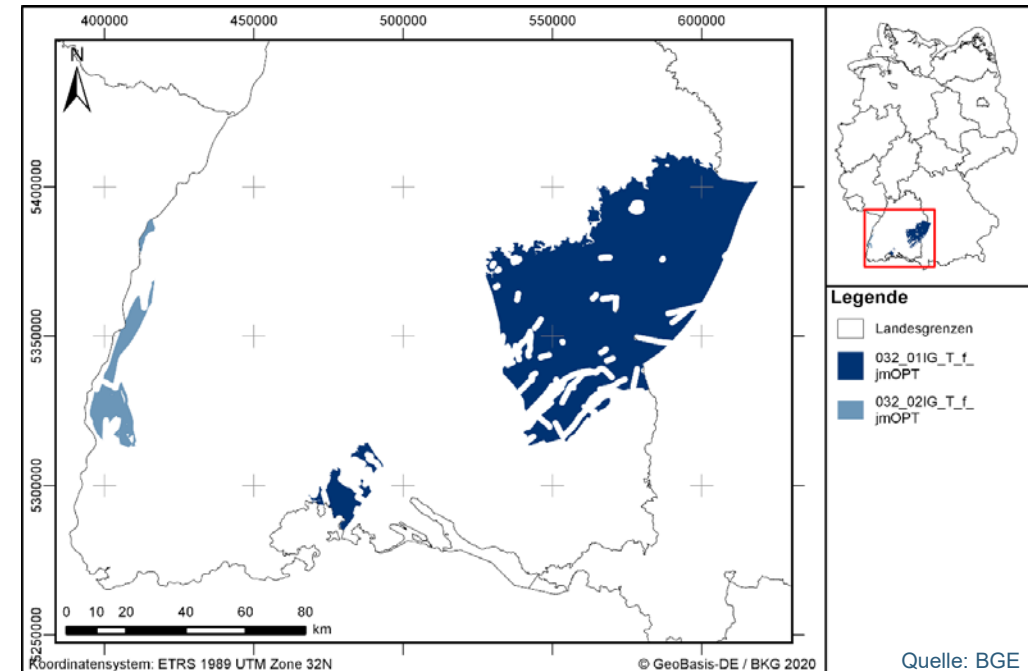 400000 450000 500000 550000 600000
N
5400000
5350000
5300000
5250000
0 10 20 40 60 80
km
Koordinatensystem: ETRS 1989 UTM Zone 32N
© GeoBasis-DE / BKG 2020
Legende
Landesgrenzen
032_01IG_T_f_
jmOPT
032_02IG_T_f_
jmOPT
Quelle: BGE